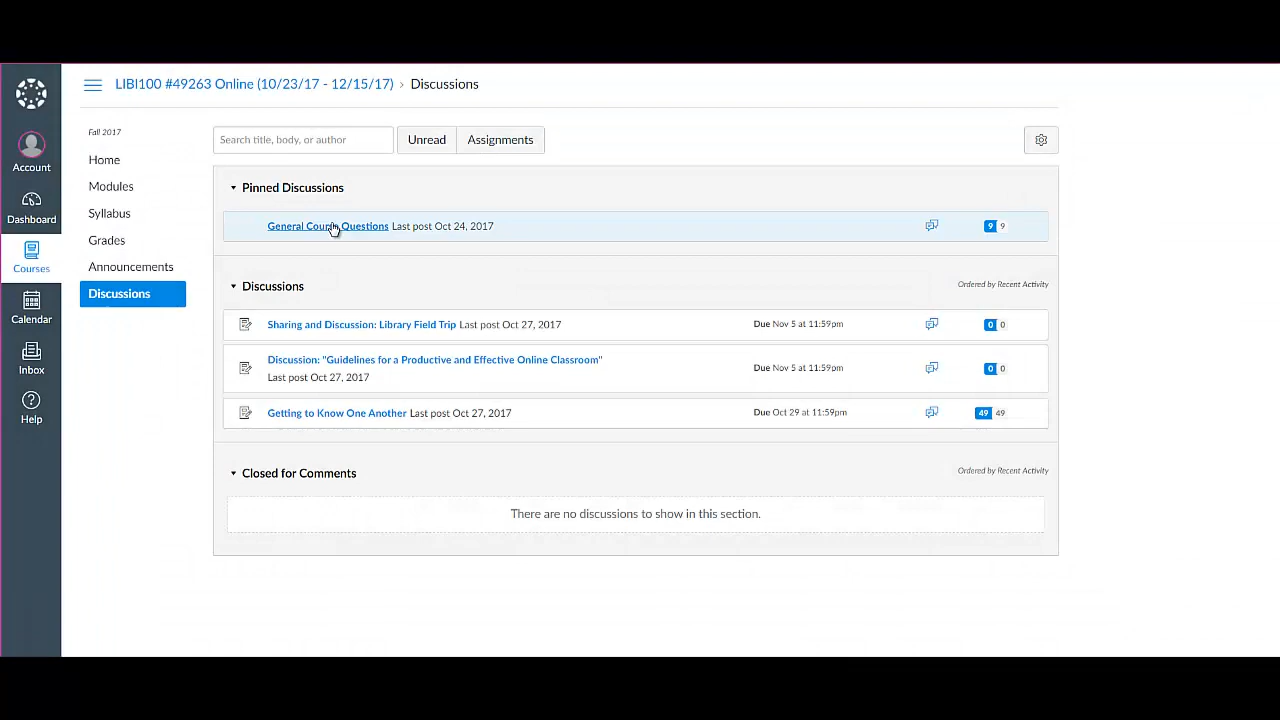 LIBI100 #49263 Online (10/23/17 - 12/15/17) › Discussions
Account
Dashboard
Courses
Calendar
Inbox
Help
Fall 2017
Home
Modules
Syllabus
Grades
Announcements
Discussions
Search title, body, or author
Unread
Assignments
Pinned Discussions
General Course Questions Last post Oct 24, 2017
9 9
Discussions
Ordered by Recent Activity
Sharing and Discussion: Library Field Trip Last post Oct 27, 2017
Due Nov 5 at 11:59pm
0 0
Discussion: "Guidelines for a Productive and Effective Online Classroom"
Last post Oct 27, 2017
Due Nov 5 at 11:59pm
0 0
Getting to Know One Another Last post Oct 27, 2017
Due Oct 29 at 11:59pm
49 49
Closed for Comments
Ordered by Recent Activity
There are no discussions to show in this section.